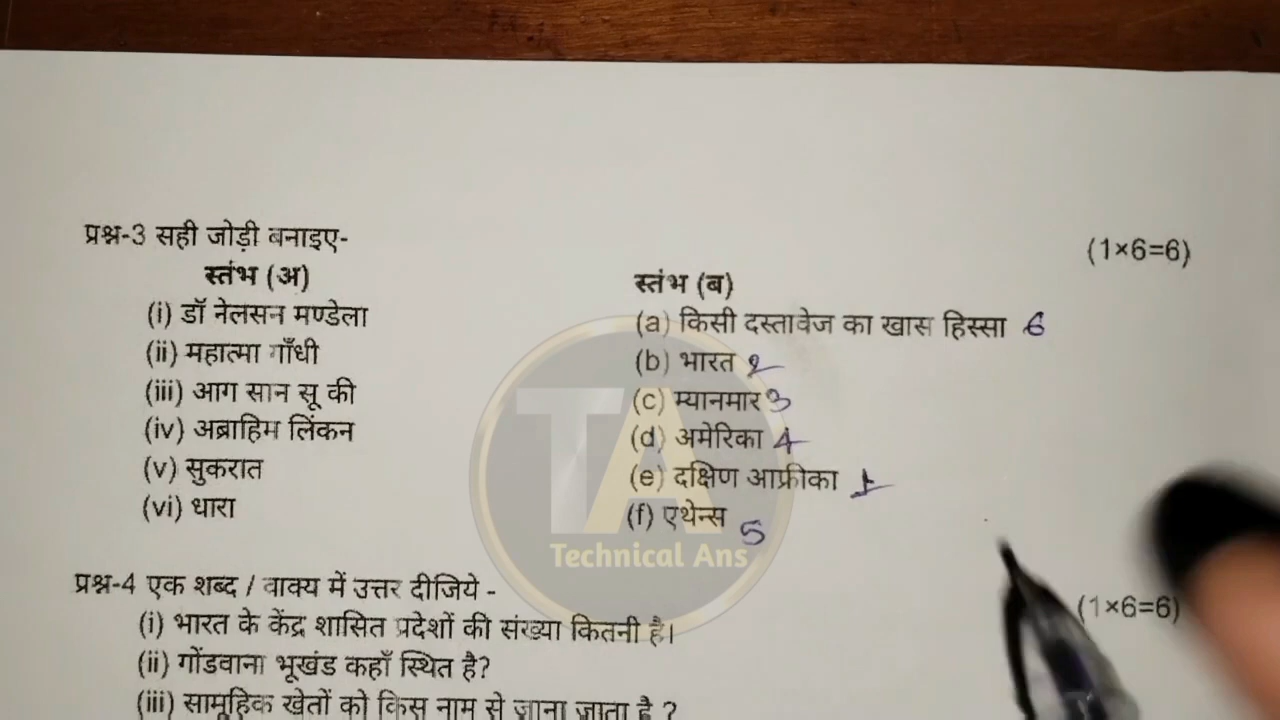 प्रश्न-3 सही जोड़ी बनाइए- (1×6=6)
स्तंभ (अ) स्तंभ (ब)
(i) डॉ नेलसन मण्डेला (a) किसी दस्तावेज का खास हिस्सा 6
(ii) महात्मा गाँधी (b) भारत 2
(iii) आग सान सू की (c) म्यानमार 3
(iv) अब्राहिम लिंकन (d) अमेरिका 4
(v) सुकरात (e) दक्षिण आफ्रीका 1
(vi) धारा (f) एथेन्स 5
TA
Technical Ans
प्रश्न-4 एक शब्द / वाक्य में उत्तर दीजिये - (1×6=6)
(i) भारत के केंद्र शासित प्रदेशों की संख्या कितनी है।
(ii) गोंडवाना भूखंड कहाँ स्थित है?
(iii) सामूहिक खेतों को किस नाम से जाना जाता है ?